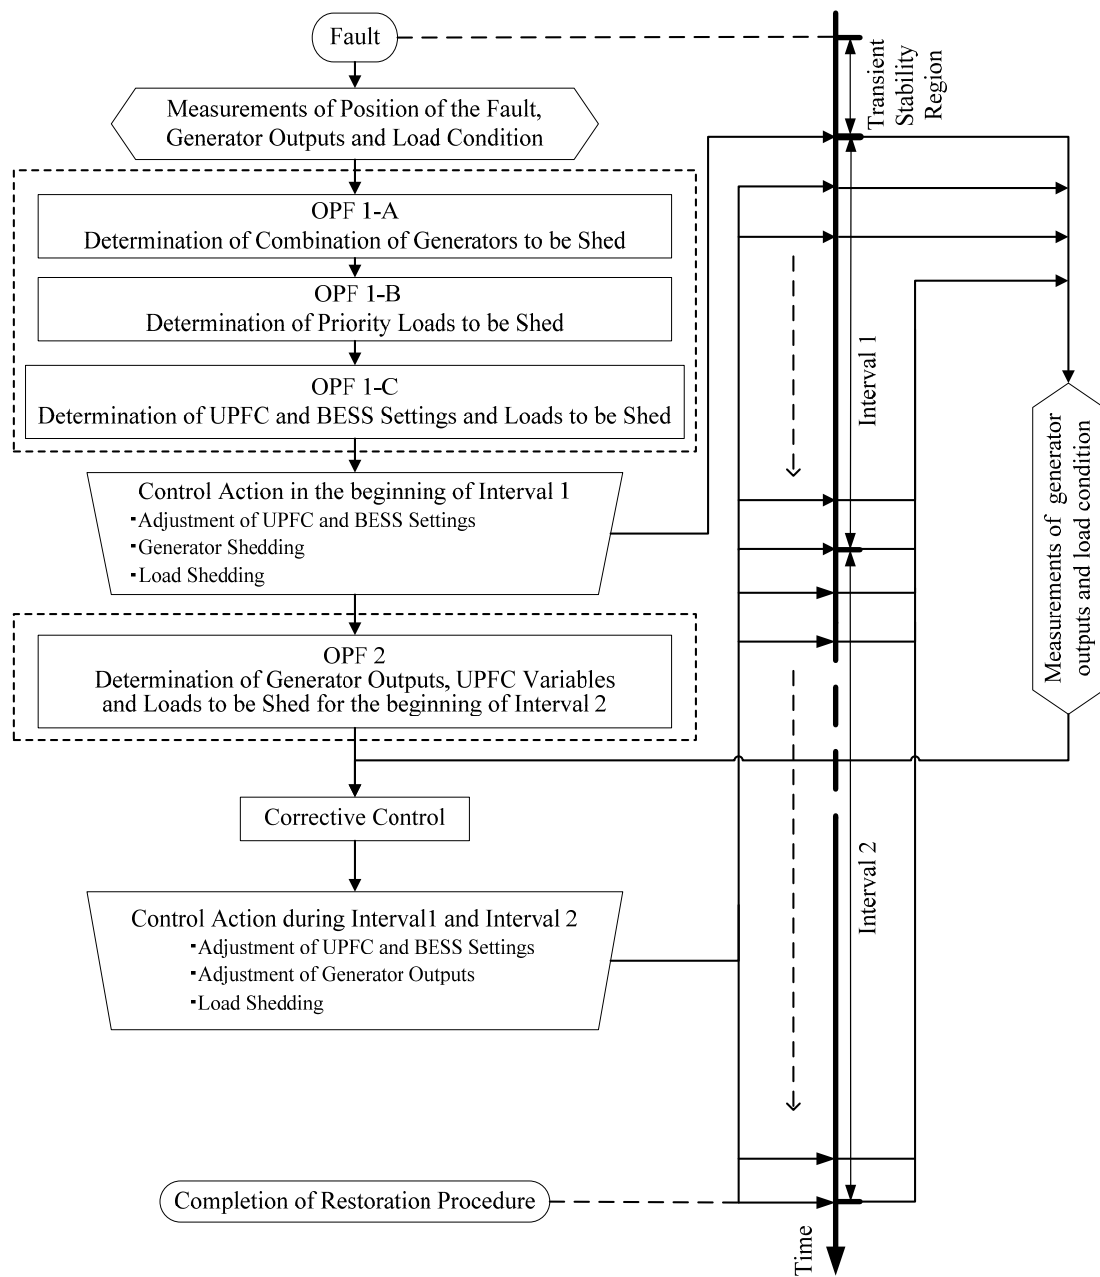 Fault
Measurements of Position of the Fault,
Generator Outputs and Load Condition
OPF 1-A
Determination of Combination of Generators to be Shed
OPF 1-B
Determination of Priority Loads to be Shed
OPF 1-C
Determination of UPFC and BESS Settings and Loads to be Shed
Control Action in the beginning of Interval 1
▪Adjustment of UPFC and BESS Settings
▪Generator Shedding
▪Load Shedding
OPF 2
Determination of Generator Outputs, UPFC Variables
and Loads to be Shed for the beginning of Interval 2
Corrective Control
Control Action during Interval1 and Interval 2
▪Adjustment of UPFC and BESS Settings
▪Adjustment of Generator Outputs
▪Load Shedding
Completion of Restoration Procedure
Transient
Stability
Region
Interval 1
Interval 2
Time
Measurements of generator
outputs and load condition